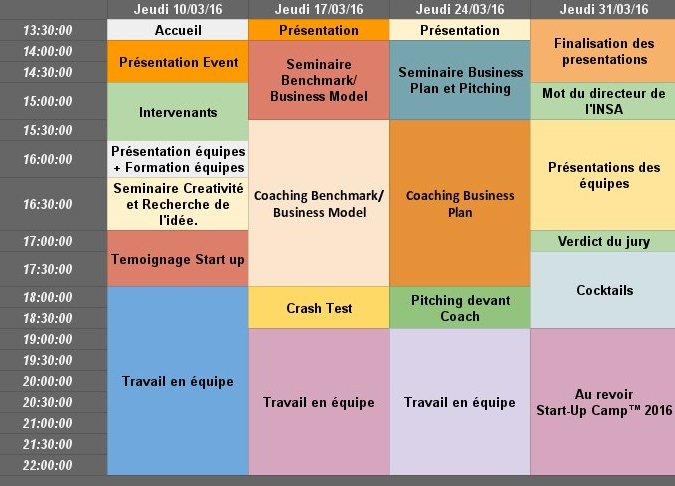 Jeudi 10/03/16 Jeudi 17/03/16 Jeudi 24/03/16 Jeudi 31/03/16
13:30:00
14:00:00
14:30:00
15:00:00
15:30:00
16:00:00
16:30:00
17:00:00
17:30:00
18:00:00
18:30:00
19:00:00
19:30:00
20:00:00
20:30:00
21:00:00
21:30:00
22:00:00
Accueil
Présentation Event
Intervenants
Présentation équipes
+ Formation équipes
Seminaire Creativité
et Recherche de
l'idée.
Temoignage Start up
Travail en équipe
Présentation
Seminaire
Benchmark/
Business Model
Coaching Benchmark/
Business Model
Crash Test
Travail en équipe
Présentation
Seminaire Business
Plan et Pitching
Coaching Business
Plan
Pitching devant
Coach
Travail en équipe
Finalisation des
presentations
Mot du directeur de
l'INSA
Présentations des
équipes
Verdict du jury
Cocktails
Au revoir
Start-Up Camp™ 2016